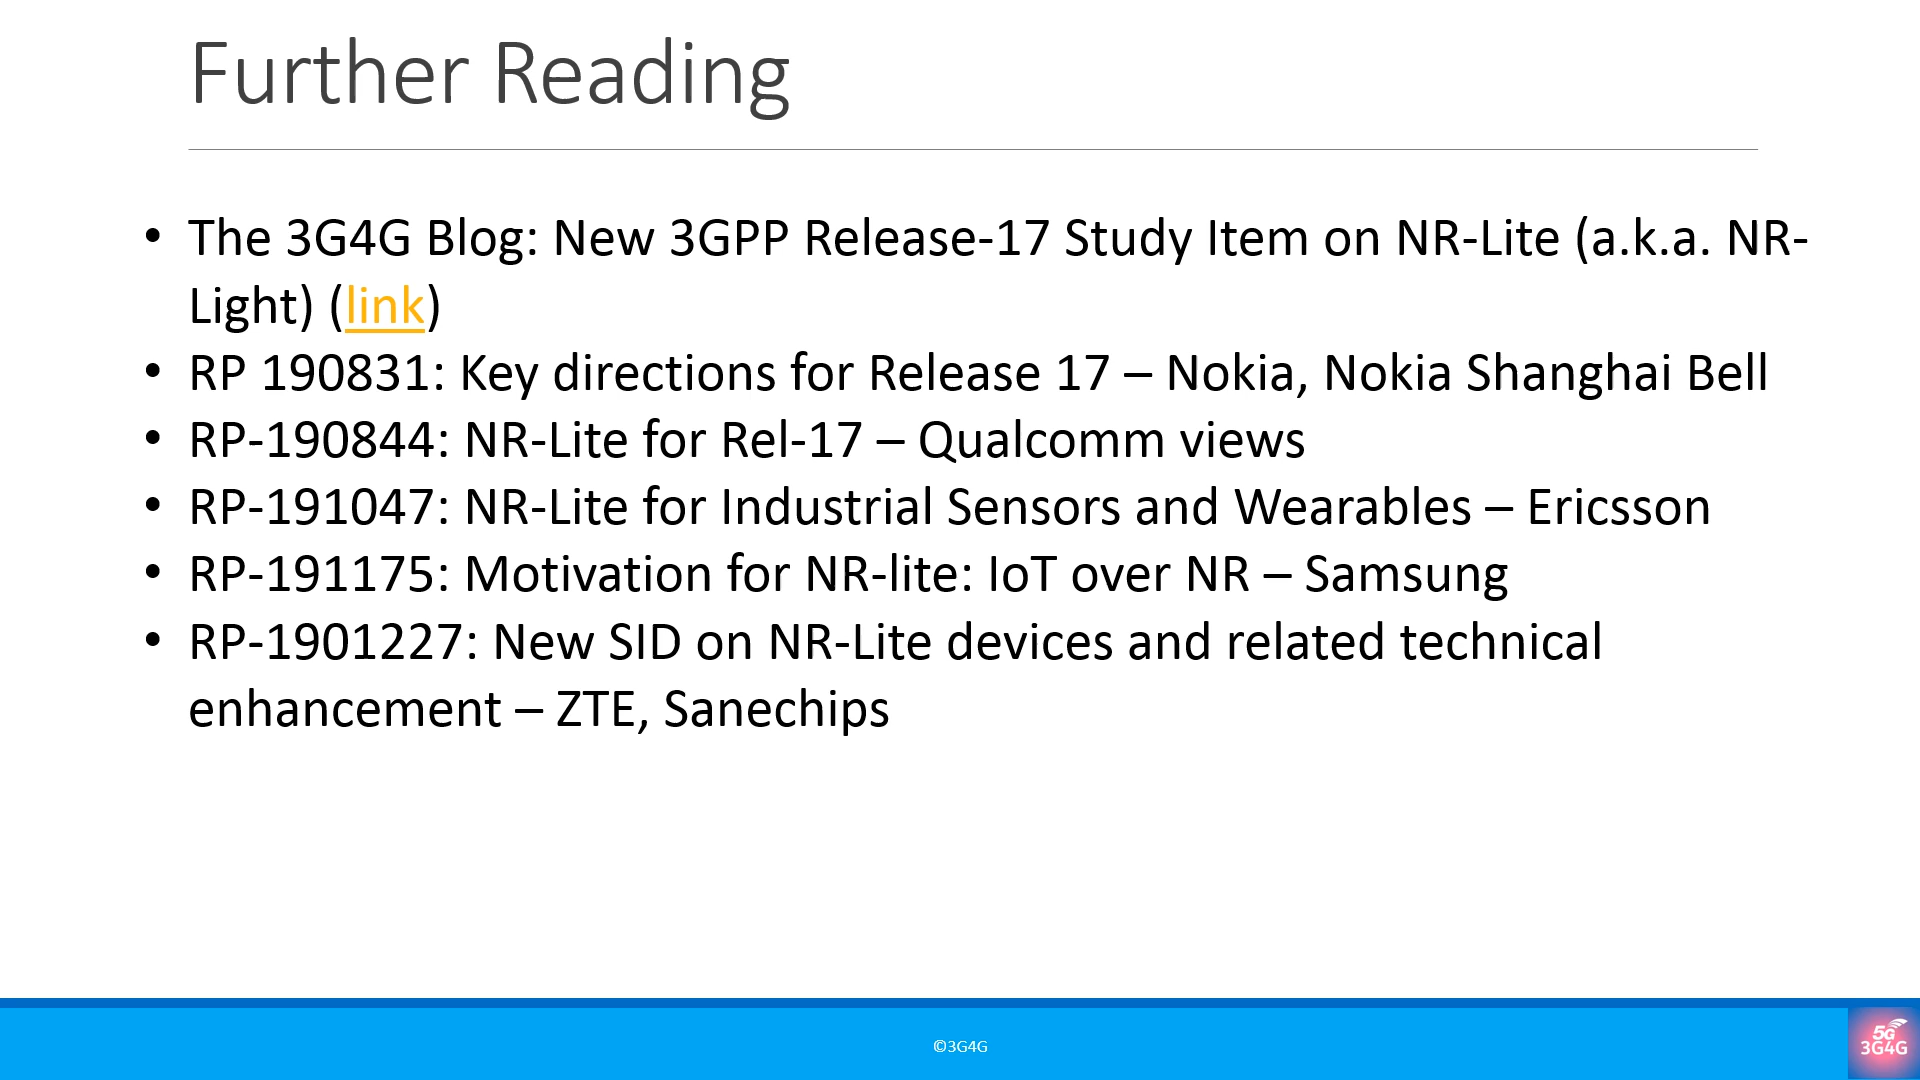 Further Reading
• The 3G4G Blog: New 3GPP Release-17 Study Item on NR-Lite (a.k.a. NR-
Light) (link)
• RP 190831: Key directions for Release 17 – Nokia, Nokia Shanghai Bell
• RP-190844: NR-Lite for Rel-17 – Qualcomm views
• RP-191047: NR-Lite for Industrial Sensors and Wearables – Ericsson
• RP-191175: Motivation for NR-lite: IoT over NR – Samsung
• RP-1901227: New SID on NR-Lite devices and related technical
enhancement – ZTE, Sanechips
©3G4G
5G
3G4G